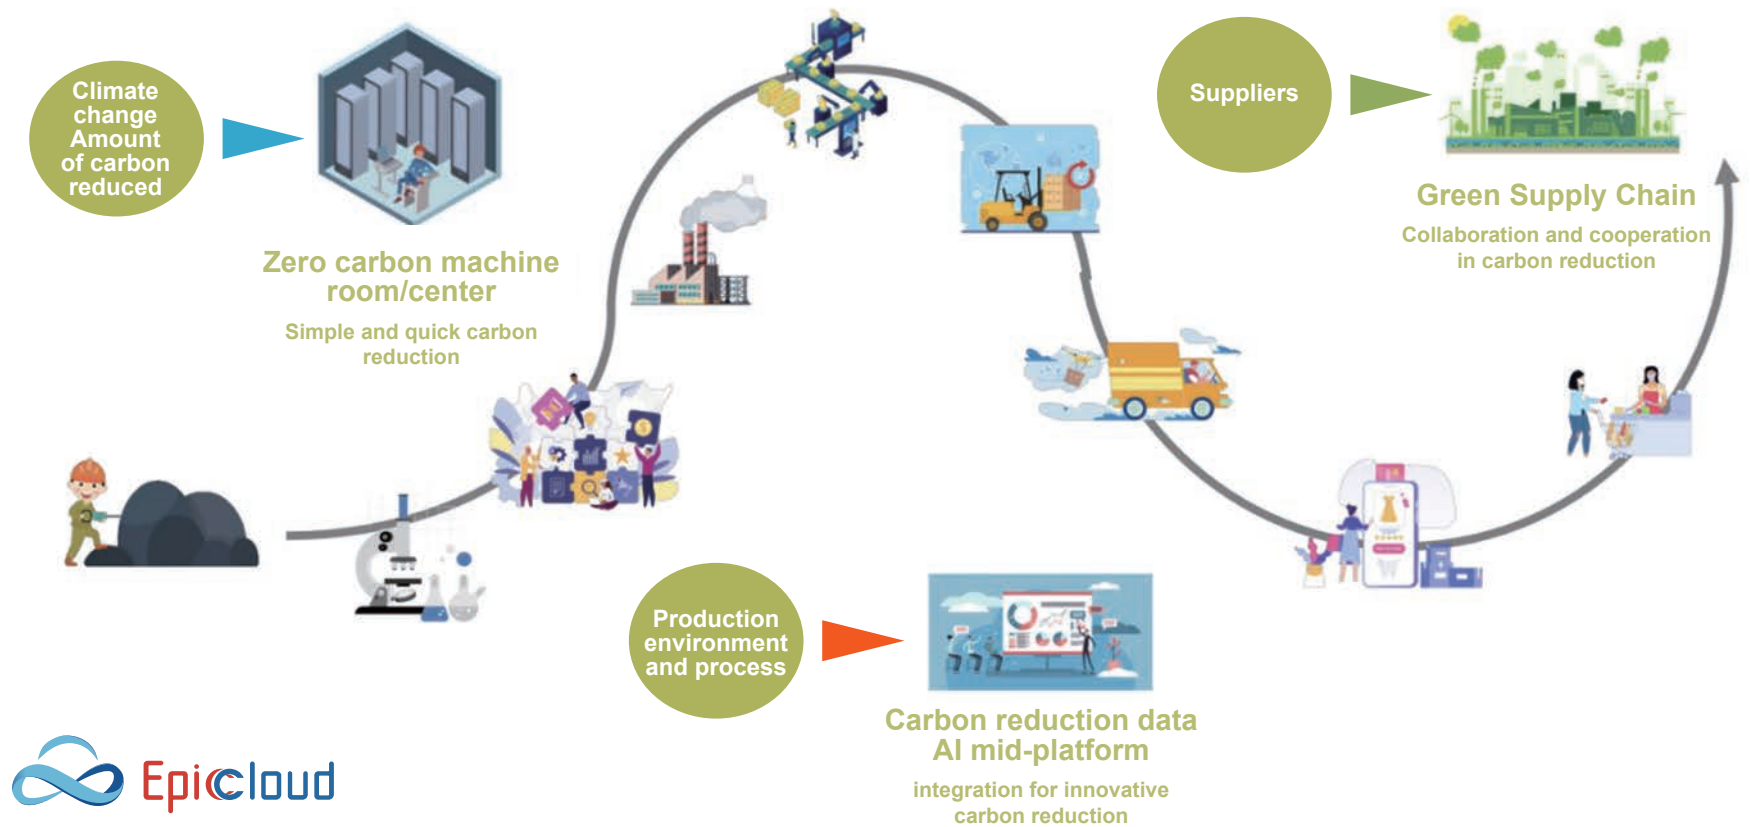 Climate
change
Amount
of carbon
reduced
Zero carbon machine
room/center
Simple and quick carbon
reduction
Suppliers
Green Supply Chain
Collaboration and cooperation
in carbon reduction
Production
environment
and process
Carbon reduction data
AI mid-platform
integration for innovative
carbon reduction
EpicCloud